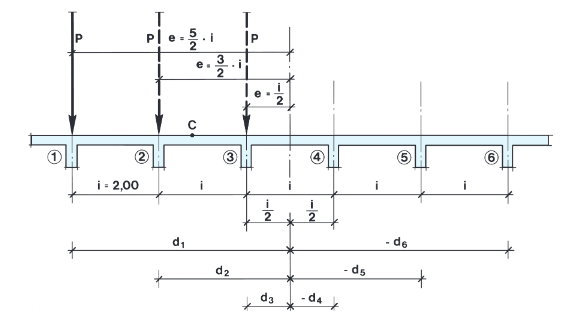 P P P e = 5/2 · i
e = 3/2 · i
e = i/2
C
① ② ③ ④ ⑤ ⑥
i = 2,00 i i i i
i/2 i/2
d₁ - d₆
d₂ - d₅
d₃ - d₄